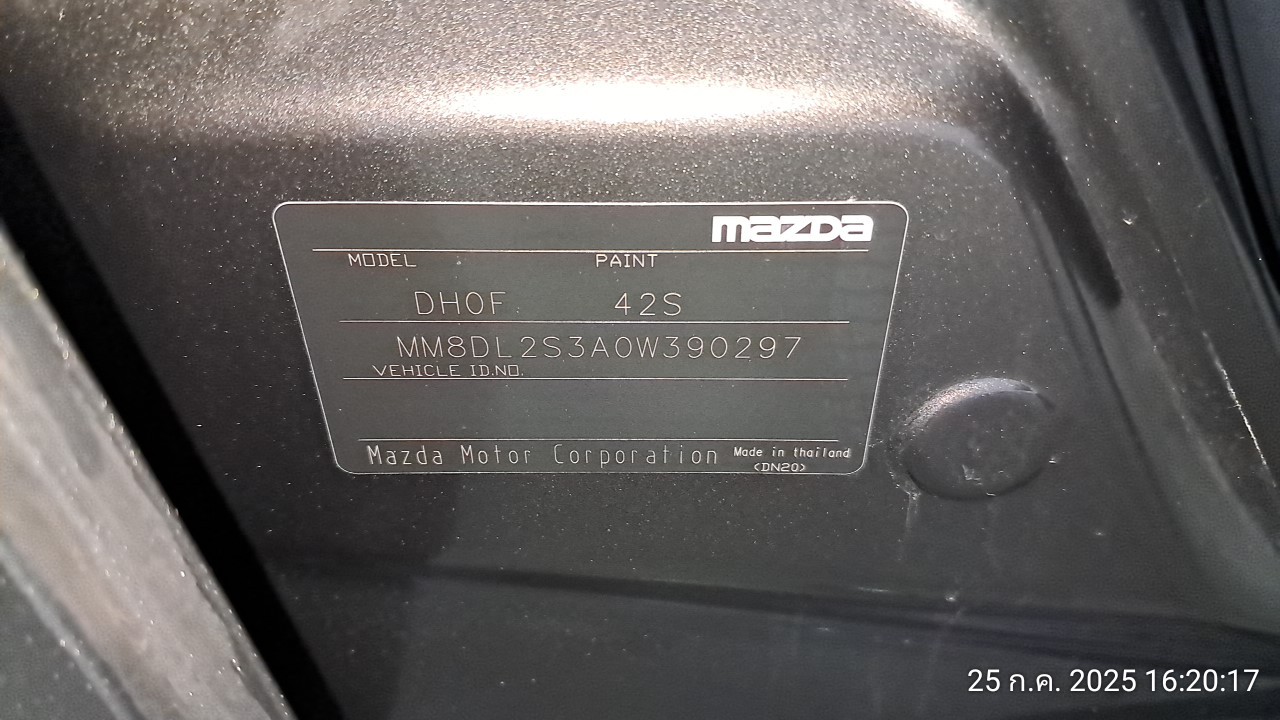 mazda
MODEL PAINT
DH0F 42S
MM8DL2S3A0W390297
VEHICLE ID.NO.
Mazda Motor Corporation Made in thailand
<DN20>
25 ก.ค. 2025 16:20:17